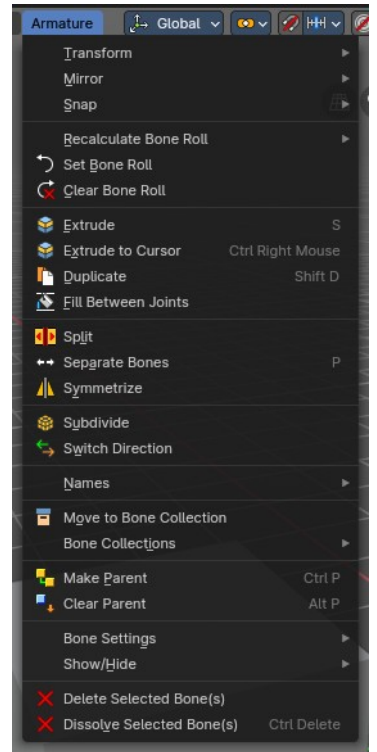 Armature Global
Transform
Mirror
Snap
Recalculate Bone Roll
Set Bone Roll
Clear Bone Roll
Extrude S
Extrude to Cursor Ctrl Right Mouse
Duplicate Shift D
Fill Between Joints
Split
Separate Bones P
Symmetrize
Subdivide
Switch Direction
Names
Move to Bone Collection
Bone Collections
Make Parent Ctrl P
Clear Parent Alt P
Bone Settings
Show/Hide
Delete Selected Bone(s)
Dissolve Selected Bone(s) Ctrl Delete